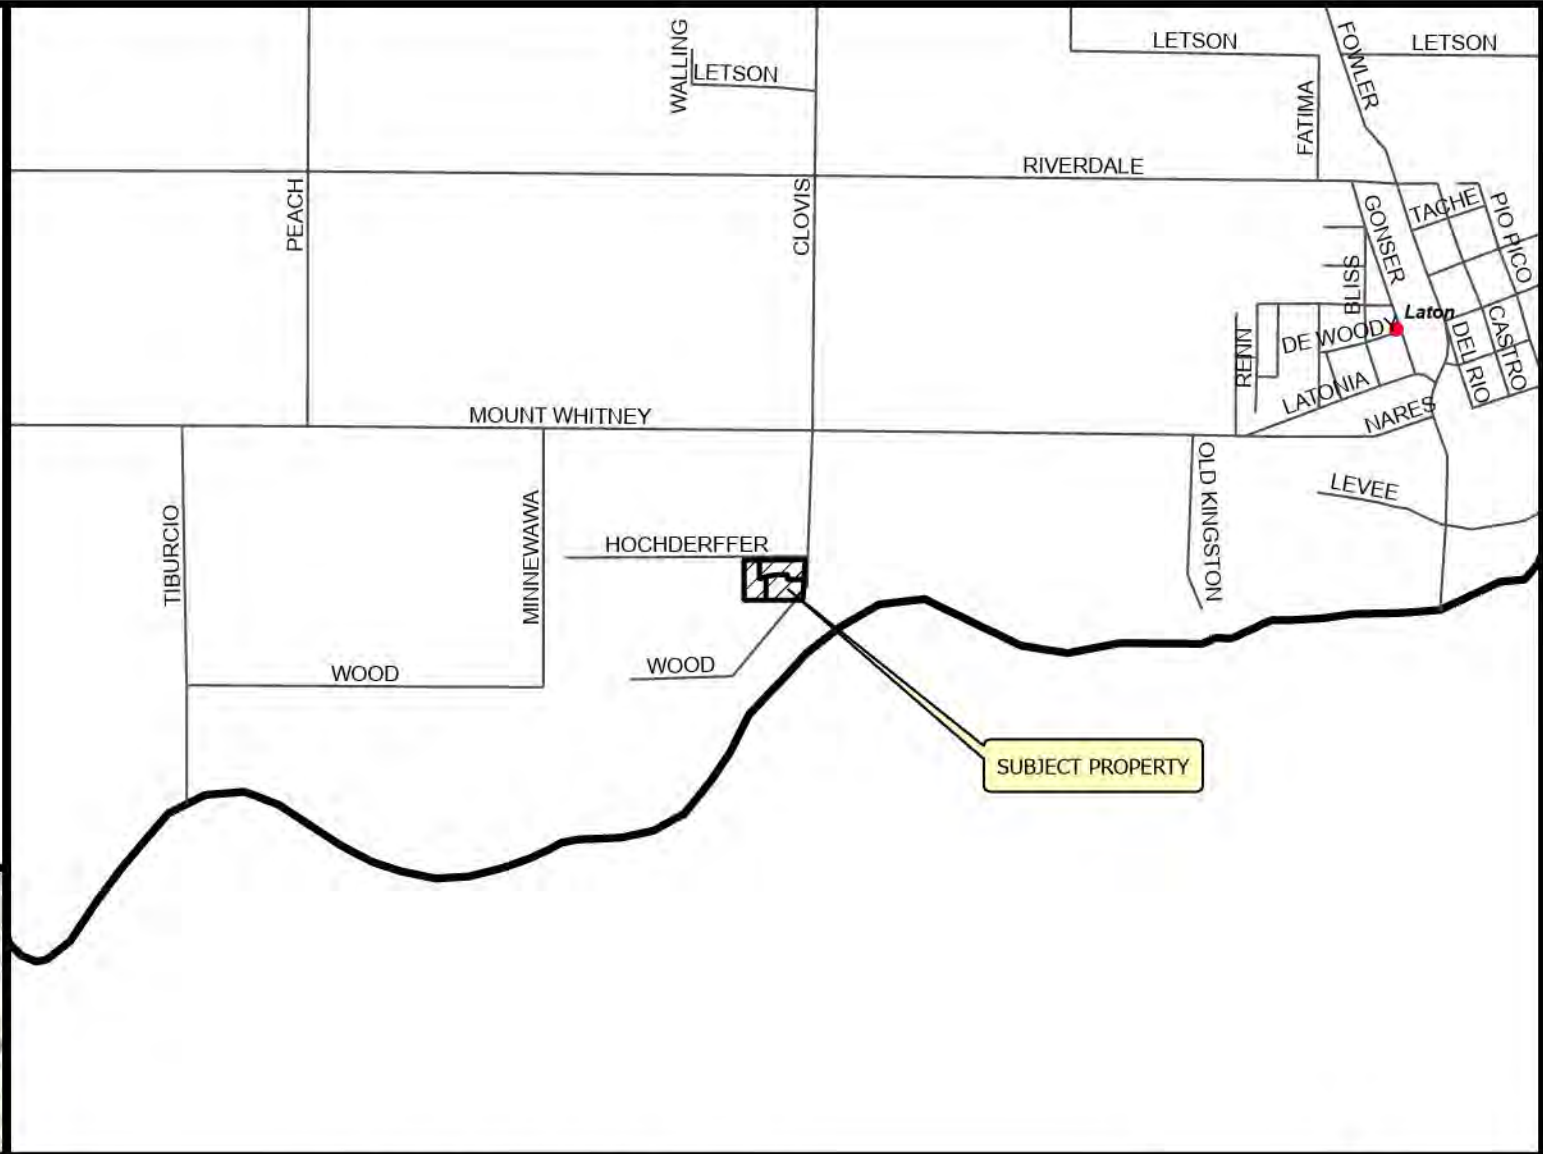 LETSON
LETSON
FOWLER
WALLING
LETSON
FATIMA
RIVERDALE
PEACH
CLOVIS
GONSER
TACHE
PIO PICO
BLISS
Laton
DE WOODY
RENN
DEL RIO
CASTRO
LATONIA
NARES
MOUNT WHITNEY
OLD KINGSTON
LEVEE
TIBURCIO
MINNEWAWA
HOCHDERFFER
WOOD
WOOD
SUBJECT PROPERTY